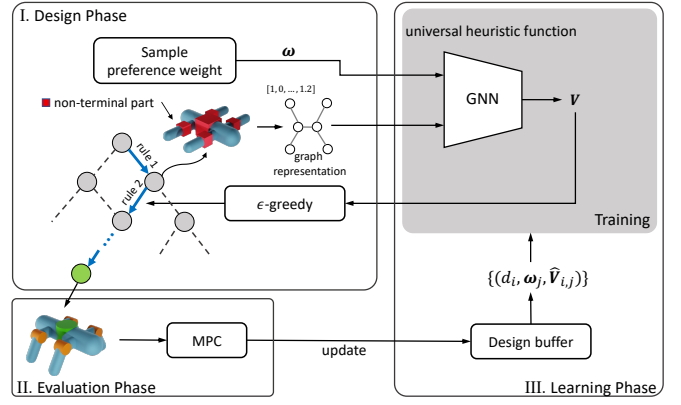 I. Design Phase
Sample
preference weight
ω
non-terminal part
[1, 0, ..., 1.2]
graph
representation
rule 1
rule 2
ϵ-greedy
universal heuristic function
GNN
V
Training
{(dᵢ, ωⱼ, V̂ᵢ,ⱼ)}
Design buffer
III. Learning Phase
MPC
update
II. Evaluation Phase